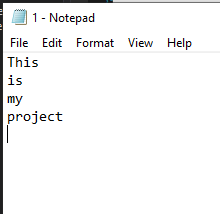 1 - Notepad
File Edit Format View Help
This
is
my
project